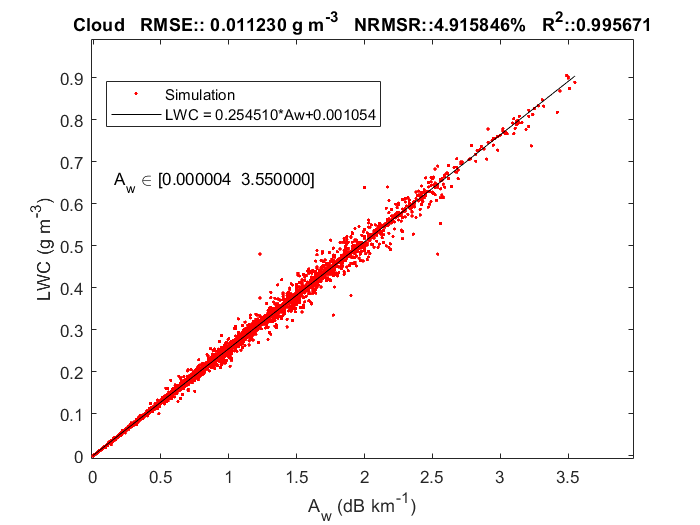 Cloud   RMSE:: 0.011230 g m⁻³   NRMSR::4.915846%   R²::0.995671
0.9
Simulation
LWC = 0.254510*Aw+0.001054
0.8
0.7
A_w ∈ [0.000004  3.550000]
0.6
0.5
LWC (g m⁻³)
0.4
0.3
0.2
0.1
0
0 0.5 1 1.5 2 2.5 3 3.5
A_w (dB km⁻¹)